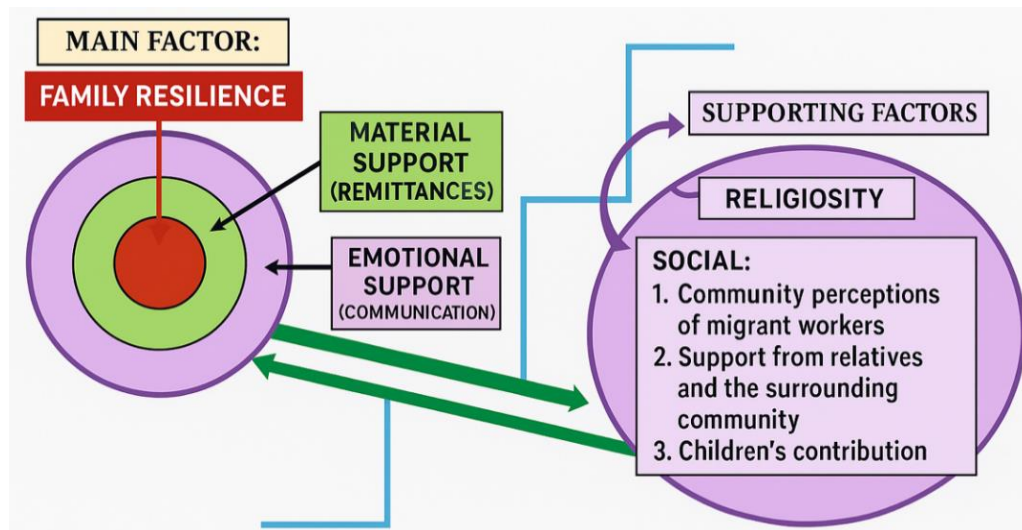 MAIN FACTOR:
FAMILY RESILIENCE
MATERIAL
SUPPORT
(REMITTANCES)
EMOTIONAL
SUPPORT
(COMMUNICATION)
SUPPORTING FACTORS
RELIGIOSITY
SOCIAL:
1. Community perceptions
of migrant workers
2. Support from relatives
and the surrounding
community
3. Children's contribution